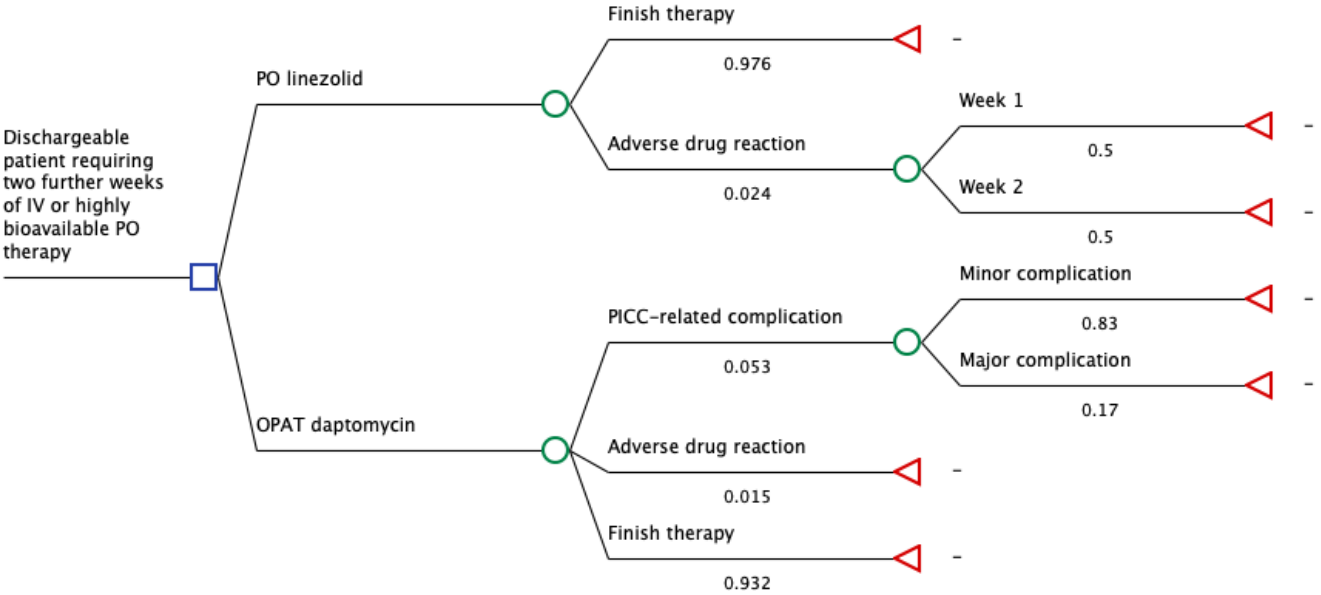 Finish therapy
-
0.976
PO linezolid
Week 1
-
0.5
Dischargeable
patient requiring
two further weeks
of IV or highly
bioavailable PO
therapy
Adverse drug reaction
0.024
Week 2
-
0.5
Minor complication
-
0.83
PICC-related complication
0.053
Major complication
-
0.17
OPAT daptomycin
Adverse drug reaction
-
0.015
Finish therapy
-
0.932